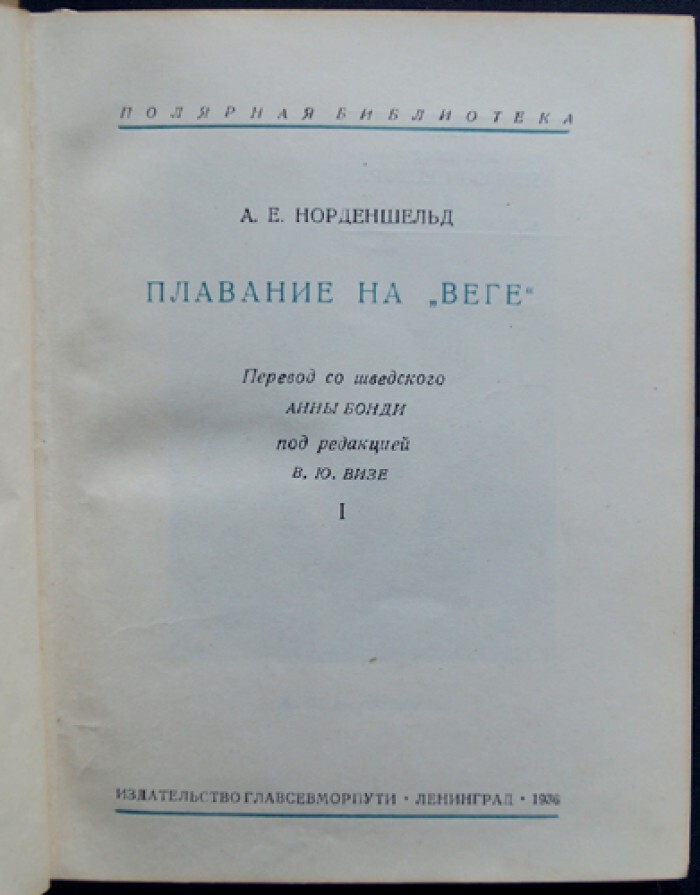 ПОЛЯРНАЯ БИБЛИОТЕКА
А. Е. НОРДЕНШЕЛЬД
ПЛАВАНИЕ НА „ВЕГЕ“
Перевод со шведского
АННЫ БОНДИ
под редакцией
В. Ю. ВИЗЕ
I
ИЗДАТЕЛЬСТВО ГЛАВСЕВМОРПУТИ • ЛЕНИНГРАД • 1936